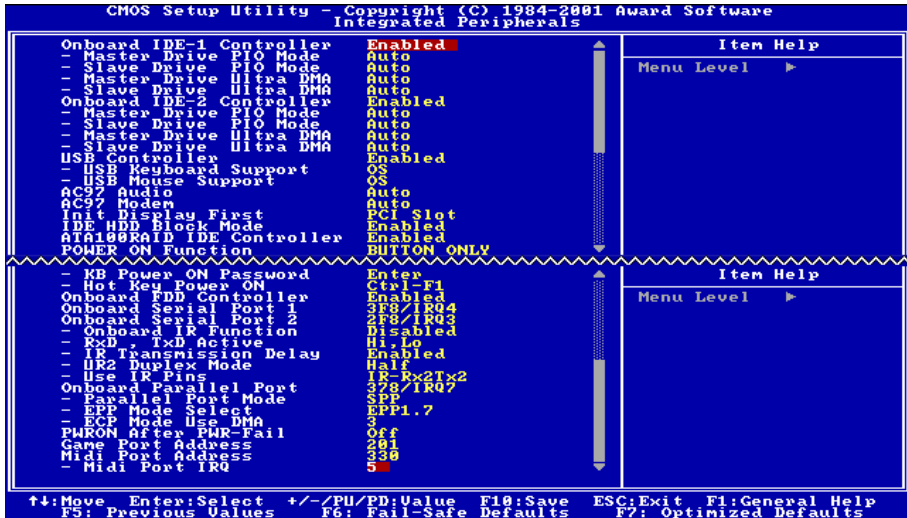 CMOS Setup Utility - Copyright (C) 1984-2001 Award Software
Integrated Peripherals
Onboard IDE-1 Controller Enabled
- Master Drive PIO Mode Auto
- Slave Drive PIO Mode Auto
- Master Drive Ultra DMA Auto
- Slave Drive Ultra DMA Auto
Onboard IDE-2 Controller Enabled
- Master Drive PIO Mode Auto
- Slave Drive PIO Mode Auto
- Master Drive Ultra DMA Auto
- Slave Drive Ultra DMA Auto
USB Controller Enabled
- USB Keyboard Support OS
- USB Mouse Support OS
AC97 Audio Auto
AC97 Modem Auto
Init Display First PCI Slot
IDE HDD Block Mode Enabled
ATA100RAID IDE Controller Enabled
POWER ON Function BUTTON ONLY
Item Help
Menu Level
- KB Power ON Password Enter
- Hot Key Power ON Ctrl-F1
Onboard FDD Controller Enabled
Onboard Serial Port 1 3F8/IRQ4
Onboard Serial Port 2 2F8/IRQ3
- Onboard IR Function Disabled
- RxD , TxD Active Hi,Lo
- IR Transmission Delay Enabled
- UR2 Duplex Mode Half
- Use IR Pins IR-Rx2Tx2
Onboard Parallel Port 378/IRQ7
- Parallel Port Mode SPP
- EPP Mode Select EPP1.7
- ECP Mode Use DMA 3
PWRON After PWR-Fail Off
Game Port Address 201
Midi Port Address 330
- Midi Port IRQ 5
Item Help
Menu Level
↑↓:Move Enter:Select +/-/PU/PD:Value F10:Save ESC:Exit F1:General Help
F5: Previous Values F6: Fail-Safe Defaults F7: Optimized Defaults